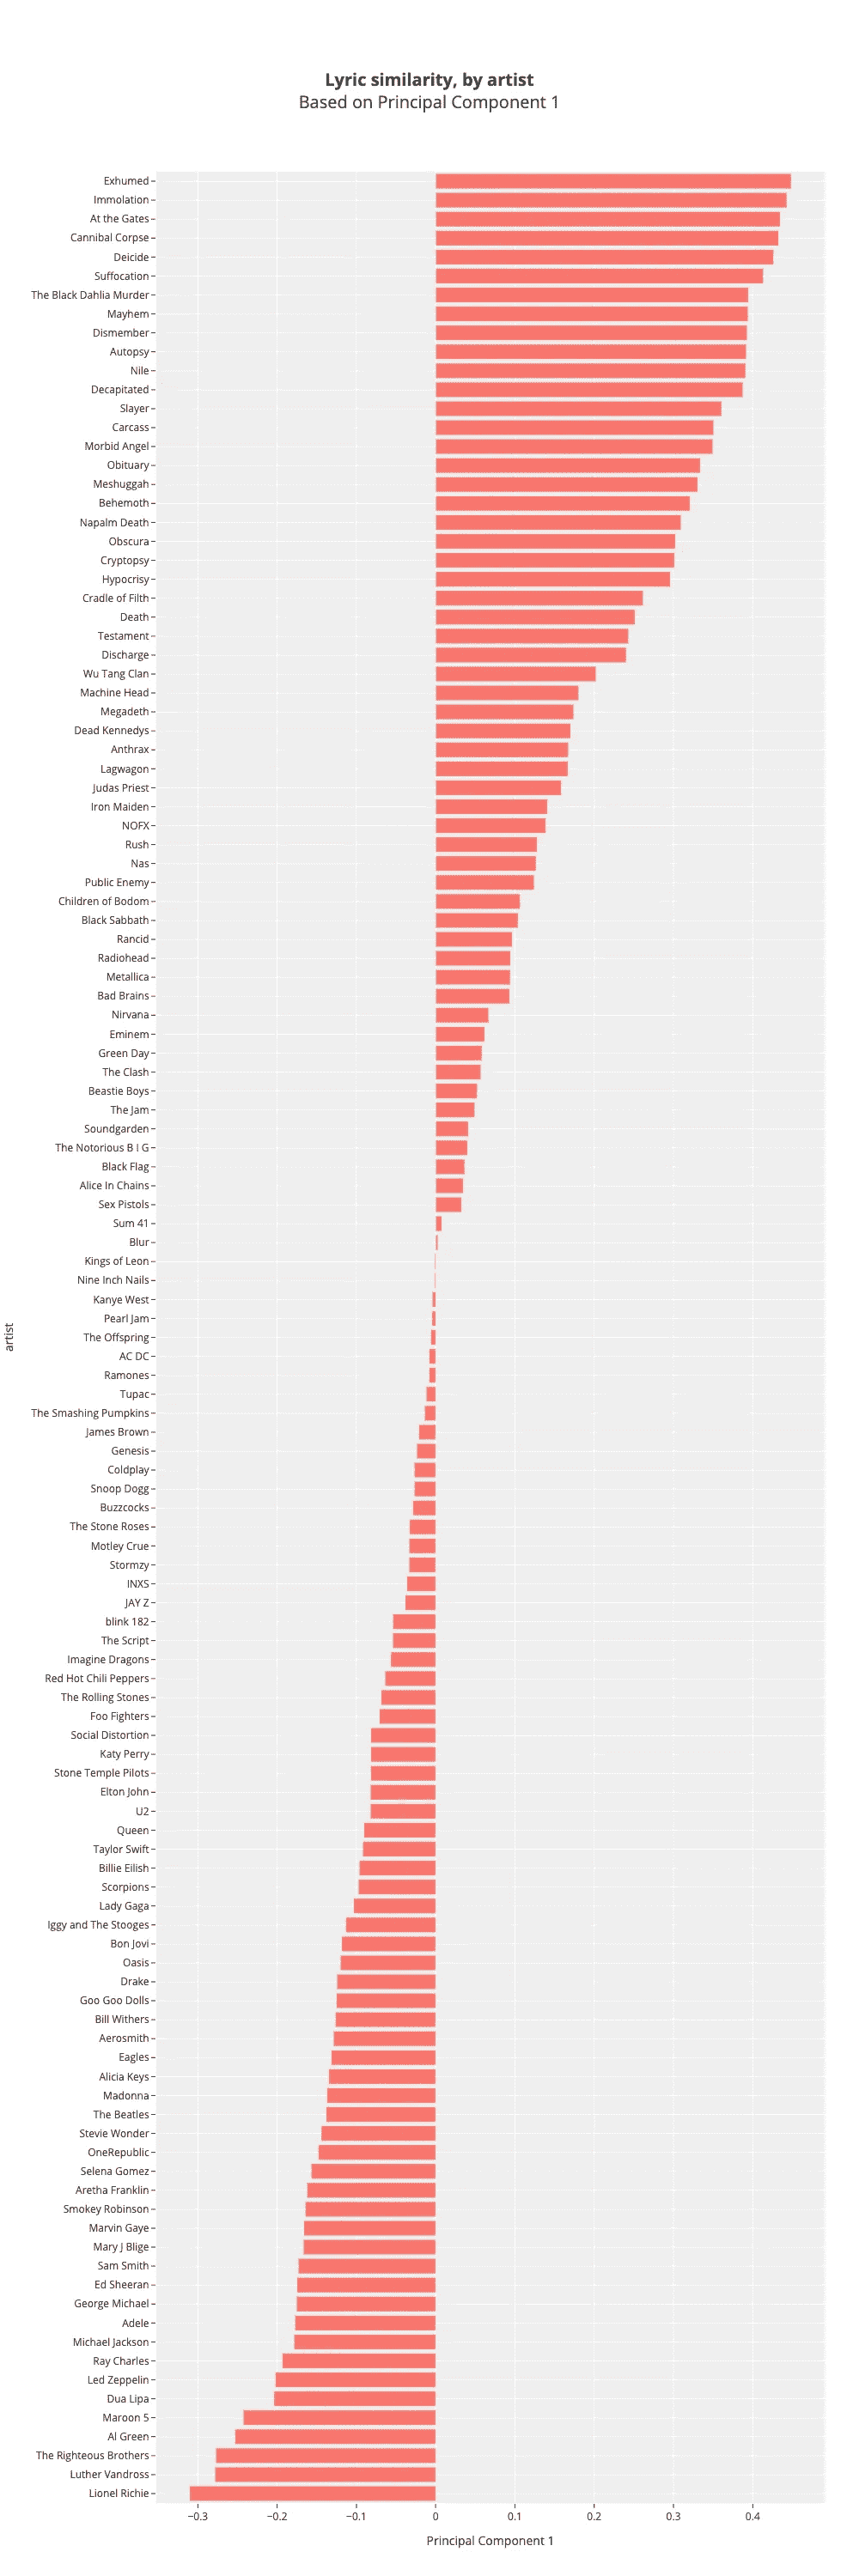 Lyric similarity, by artist
Based on Principal Component 1
Exhumed
Immolation
At the Gates
Cannibal Corpse
Deicide
Suffocation
The Black Dahlia Murder
Mayhem
Dismember
Autopsy
Nile
Decapitated
Slayer
Carcass
Morbid Angel
Obituary
Meshuggah
Behemoth
Napalm Death
Obscura
Cryptopsy
Hypocrisy
Cradle of Filth
Death
Testament
Discharge
Wu Tang Clan
Machine Head
Megadeth
Dead Kennedys
Anthrax
Lagwagon
Judas Priest
Iron Maiden
NOFX
Rush
Nas
Public Enemy
Children of Bodom
Black Sabbath
Rancid
Radiohead
Metallica
Bad Brains
Nirvana
Eminem
Green Day
The Clash
Beastie Boys
The Jam
Soundgarden
The Notorious B I G
Black Flag
Alice In Chains
Sex Pistols
Sum 41
Blur
Kings of Leon
Nine Inch Nails
Kanye West
Pearl Jam
The Offspring
AC DC
Ramones
Tupac
The Smashing Pumpkins
James Brown
Genesis
Coldplay
Snoop Dogg
Buzzcocks
The Stone Roses
Motley Crue
Stormzy
INXS
JAY Z
blink 182
The Script
Imagine Dragons
Red Hot Chili Peppers
The Rolling Stones
Foo Fighters
Social Distortion
Katy Perry
Stone Temple Pilots
Elton John
U2
Queen
Taylor Swift
Billie Eilish
Scorpions
Lady Gaga
Iggy and The Stooges
Bon Jovi
Oasis
Drake
Goo Goo Dolls
Bill Withers
Aerosmith
Eagles
Alicia Keys
Madonna
The Beatles
Stevie Wonder
OneRepublic
Selena Gomez
Aretha Franklin
Smokey Robinson
Marvin Gaye
Mary J Blige
Sam Smith
Ed Sheeran
George Michael
Adele
Michael Jackson
Ray Charles
Led Zeppelin
Dua Lipa
Maroon 5
Al Green
The Righteous Brothers
Luther Vandross
Lionel Richie
artist
−0.3 −0.2 −0.1 0 0.1 0.2 0.3 0.4
Principal Component 1